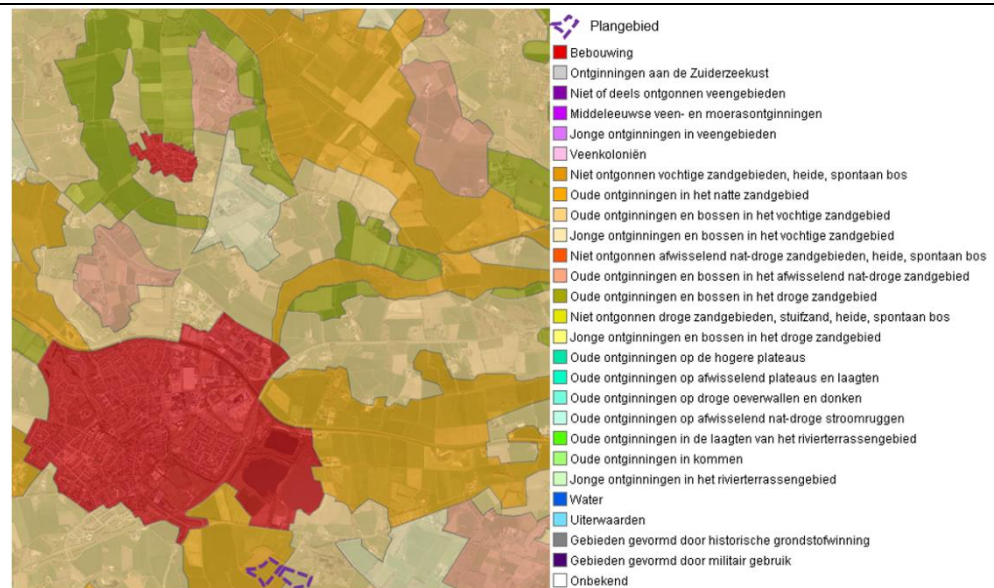 Plangebied
Bebouwing
Ontginningen aan de Zuiderzeekust
Niet of deels ontgonnen veengebieden
Middeleeuwse veen- en moerasontginningen
Jonge ontginningen in veengebieden
Veenkoloniën
Niet ontgonnen vochtige zandgebieden, heide, spontaan bos
Oude ontginningen in het natte zandgebied
Oude ontginningen en bossen in het vochtige zandgebied
Jonge ontginningen en bossen in het vochtige zandgebied
Niet ontgonnen afwisselend nat-droge zandgebieden, heide, spontaan bos
Oude ontginningen en bossen in het afwisselend nat-droge zandgebied
Oude ontginningen en bossen in het droge zandgebied
Niet ontgonnen droge zandgebieden, stuifzand, heide, spontaan bos
Jonge ontginningen en bossen in het droge zandgebied
Oude ontginningen op de hogere plateaus
Oude ontginningen op afwisselend plateaus en laagten
Oude ontginningen op droge oeverwallen en donken
Oude ontginningen op afwisselend nat-droge stroomruggen
Oude ontginningen in de laagten van het rivierterrassengebied
Oude ontginningen in kommen
Jonge ontginningen in het rivierterrassengebied
Water
Uiterwaarden
Gebieden gevormd door historische grondstofwinning
Gebieden gevormd door militair gebruik
Onbekend